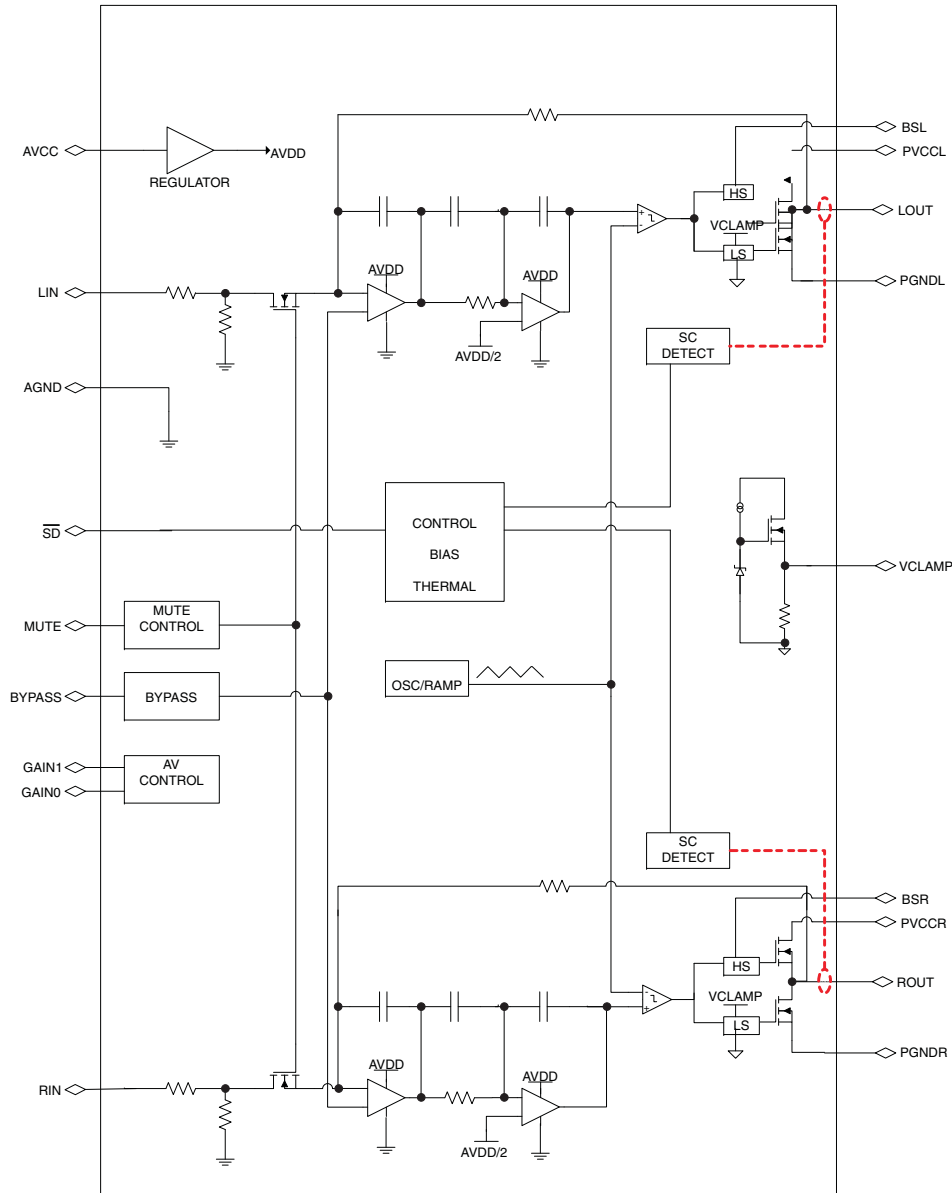 BSL
AVCC
REGULATOR
AVDD
PVCCL
HS
LOUT
VCLAMP
LS
LIN
AVDD
AVDD
PGNDL
AVDD/2
SC
DETECT
AGND
SD
CONTROL
BIAS
THERMAL
VCLAMP
MUTE
MUTE
CONTROL
BYPASS
BYPASS
OSC/RAMP
GAIN1
GAIN0
AV
CONTROL
SC
DETECT
BSR
PVCCR
HS
ROUT
VCLAMP
LS
PGNDR
RIN
AVDD
AVDD
AVDD/2